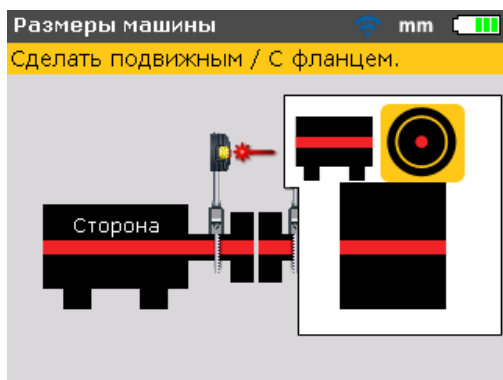 Размеры машины mm
Сделать подвижным / С фланцем.
Сторона